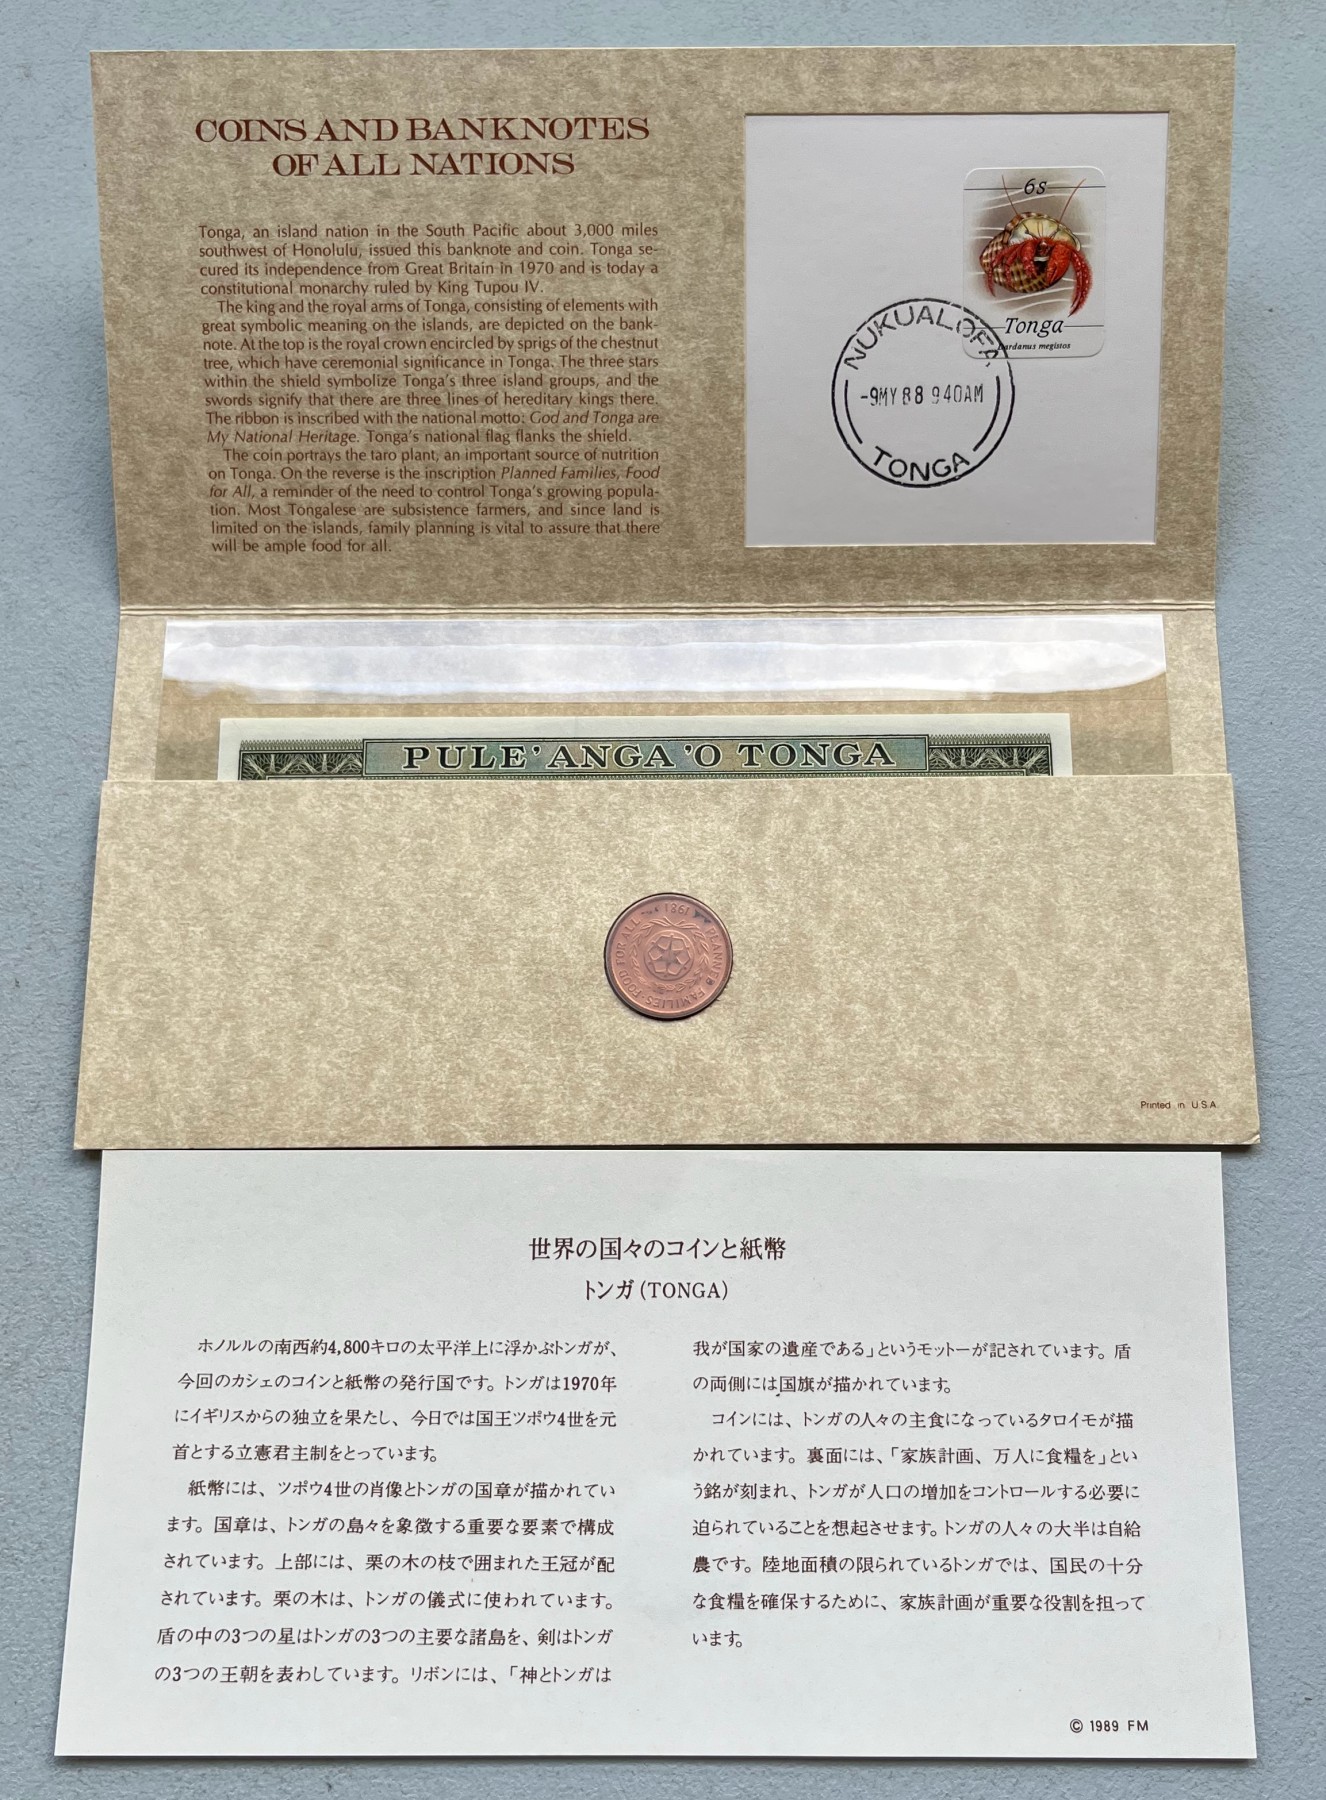 COINS AND BANKNOTES
OF ALL NATIONS
Tonga, an island nation in the South Pacific about 3,000 miles
southwest of Honolulu, issued this banknote and coin. Tonga se-
cured its independence from Great Britain in 1970 and is today a
constitutional monarchy ruled by King Tupou IV.
The king and the royal arms of Tonga, consisting of elements with
great symbolic meaning on the islands, are depicted on the bank-
note. At the top is the royal crown encircled by sprigs of the chestnut
tree, which have ceremonial significance in Tonga. The three stars
within the shield symbolize Tonga's three island groups, and the
swords signify that there are three lines of hereditary kings there.
The ribbon is inscribed with the national motto: God and Tonga are
My National Heritage. Tonga's national flag flanks the shield.
The coin portrays the taro plant, an important source of nutrition
on Tonga. On the reverse is the inscription Planned Families, Food
for All, a reminder of the need to control Tonga's growing popula-
tion. Most Tongalese are subsistence farmers, and since land is
limited on the islands, family planning is vital to assure that there
will be ample food for all.
6s
Tonga
Dardanus megistos
NUKUALOFA
-9MY88 940AM
TONGA
PULE'ANGA 'O TONGA
1981 PLANNED FAMILIES FOOD FOR ALL
Printed in U.S.A.
世界の国々のコインと紙幣
トンガ(TONGA)
ホノルルの南西約4,800キロの太平洋上に浮かぶトンガが、
今回のカシェのコインと紙幣の発行国です。トンガは1970年
にイギリスからの独立を果たし、今日では国王ツポウ4世を元
首とする立憲君主制をとっています。
紙幣には、ツポウ4世の肖像とトンガの国章が描かれてい
ます。国章は、トンガの島々を象徴する重要な要素で構成
されています。上部には、栗の木の枝で囲まれた王冠が配
されています。栗の木は、トンガの儀式に使われています。
盾の中の3つの星はトンガの3つの主要な諸島を、剣はトンガ
の3つの王朝を表わしています。リボンには、「神とトンガは
我が国家の遺産である」というモットーが記されています。盾
の両側には国旗が描かれています。
コインには、トンガの人々の主食になっているタロイモが描
かれています。裏面には、「家族計画、万人に食糧を」とい
う銘が刻まれ、トンガが人口の増加をコントロールする必要に
迫られていることを想起させます。トンガの人々の大半は自給
農です。陸地面積の限られているトンガでは、国民の十分
な食糧を確保するために、家族計画が重要な役割を担って
います。
© 1989 FM